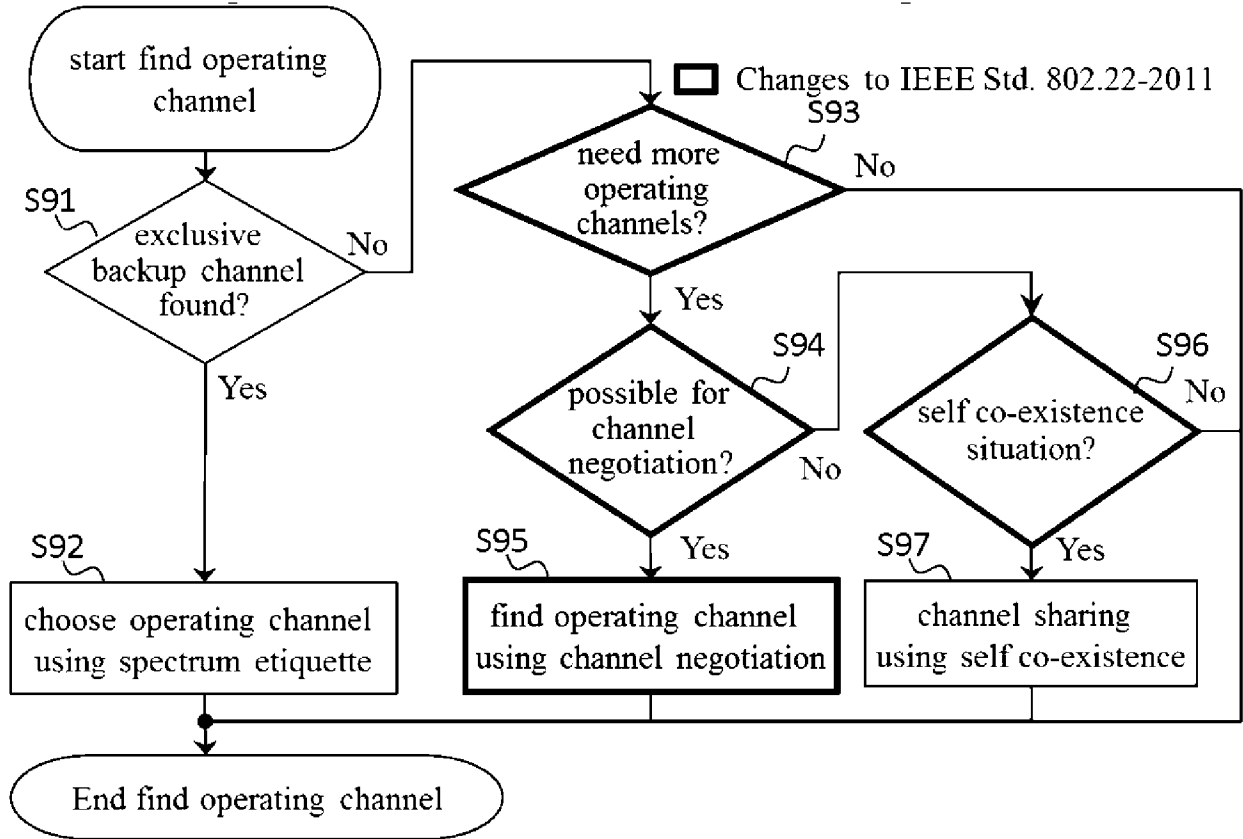 start find operating
channel
Changes to IEEE Std. 802.22-2011
S93
need more
operating
channels?
No
S91
exclusive
backup channel
found?
No
Yes
Yes
S94
possible for
channel
negotiation?
No
S96
self co-existence
situation?
No
Yes
Yes
S92
choose operating channel
using spectrum etiquette
S95
find operating channel
using channel negotiation
S97
channel sharing
using self co-existence
End find operating channel